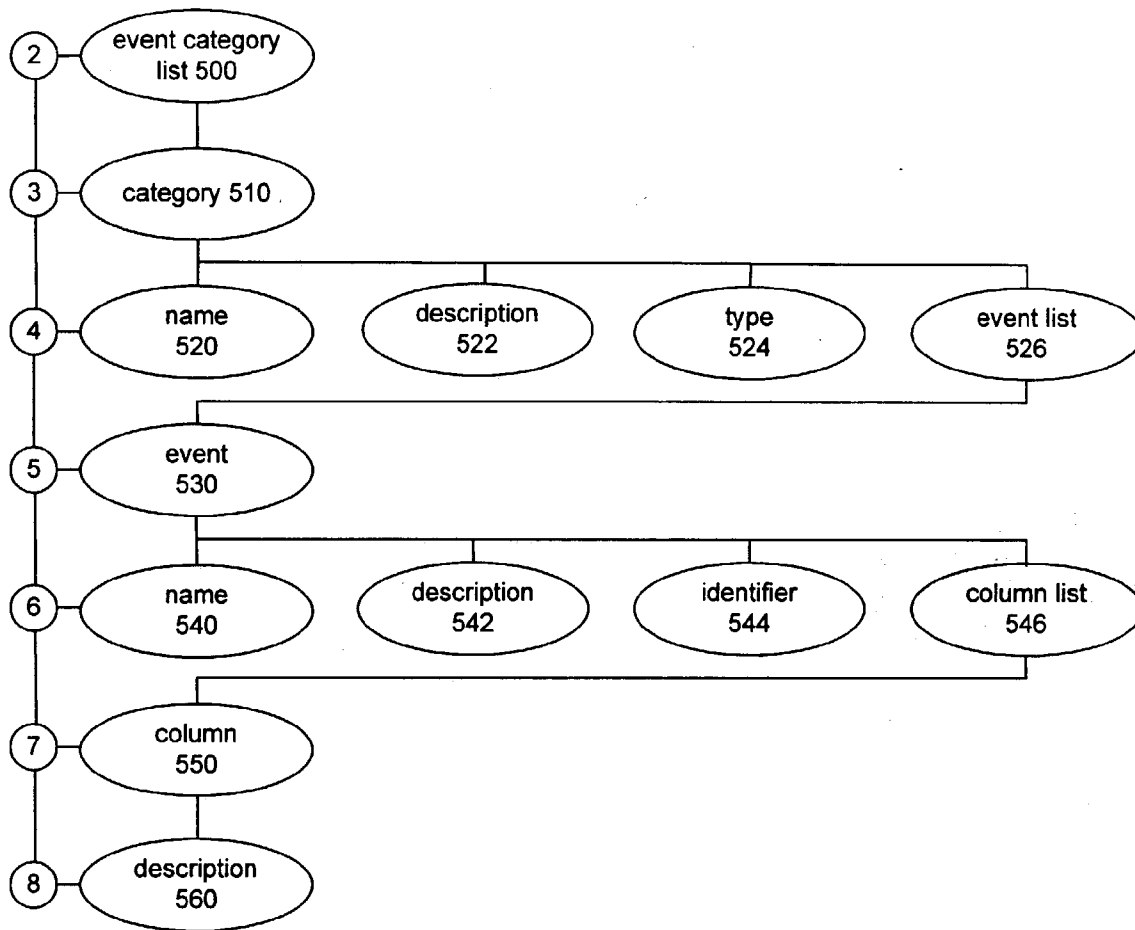 2
event category
list 500
3
category 510
4
name
520
description
522
type
524
event list
526
5
event
530
6
name
540
description
542
identifier
544
column list
546
7
column
550
8
description
560